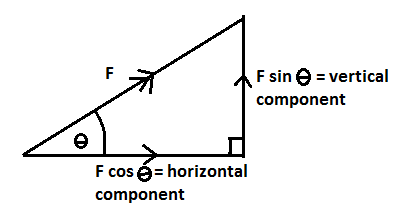 F
F sin Θ = vertical
component
Θ
F cos Θ = horizontal
component